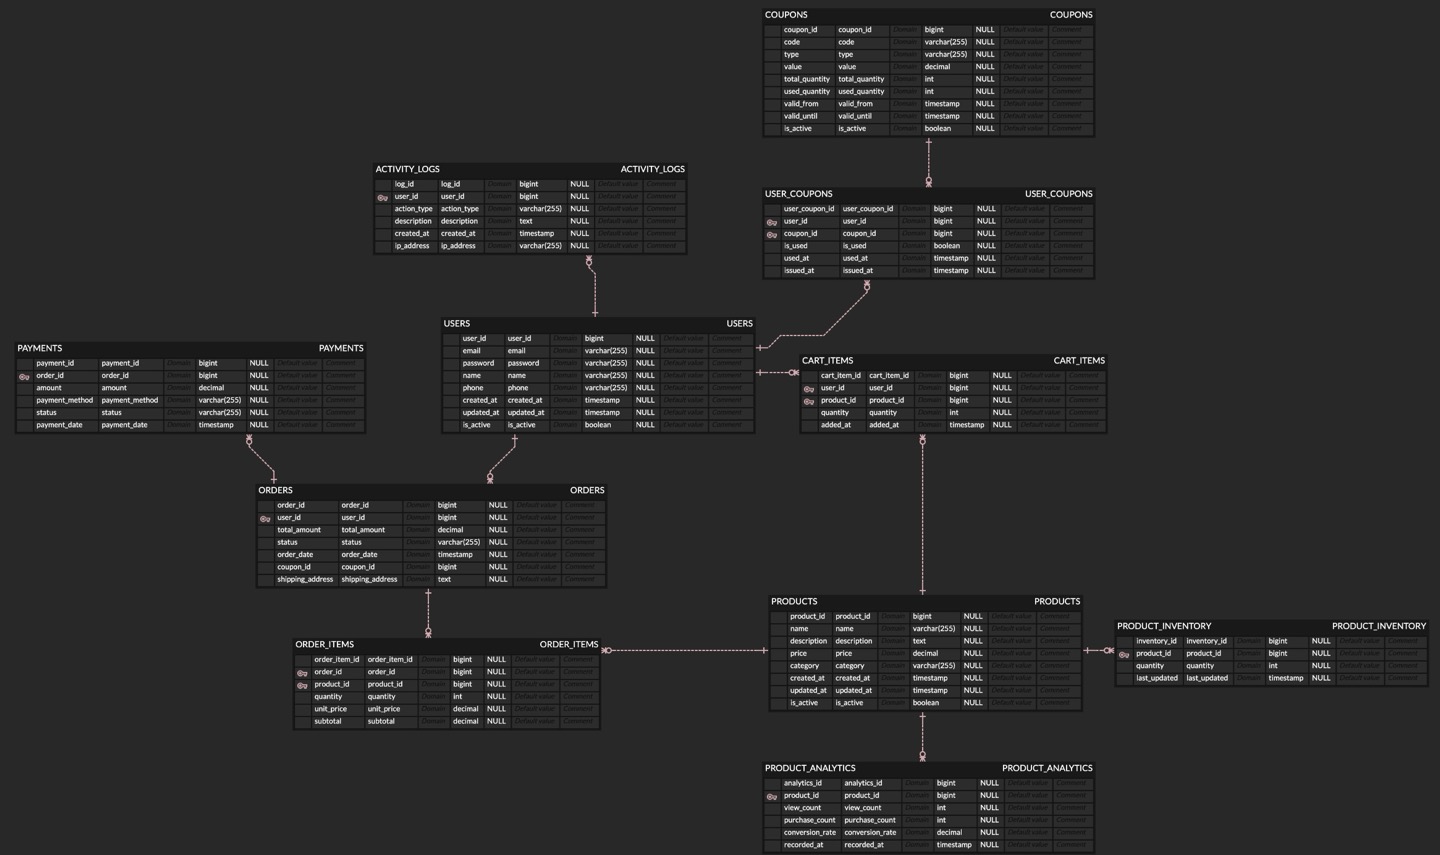 COUPONS COUPONS
coupon_id coupon_id Domain bigint NULL Default value Comment
code code Domain varchar(255) NULL Default value Comment
type type Domain varchar(255) NULL Default value Comment
value value Domain decimal NULL Default value Comment
total_quantity total_quantity Domain int NULL Default value Comment
used_quantity used_quantity Domain int NULL Default value Comment
valid_from valid_from Domain timestamp NULL Default value Comment
valid_until valid_until Domain timestamp NULL Default value Comment
is_active is_active Domain boolean NULL Default value Comment
ACTIVITY_LOGS ACTIVITY_LOGS
log_id log_id Domain bigint NULL Default value Comment
user_id user_id Domain bigint NULL Default value Comment
action_type action_type Domain varchar(255) NULL Default value Comment
description description Domain text NULL Default value Comment
created_at created_at Domain timestamp NULL Default value Comment
ip_address ip_address Domain varchar(255) NULL Default value Comment
USER_COUPONS USER_COUPONS
user_coupon_id user_coupon_id Domain bigint NULL Default value Comment
user_id user_id Domain bigint NULL Default value Comment
coupon_id coupon_id Domain bigint NULL Default value Comment
is_used is_used Domain boolean NULL Default value Comment
used_at used_at Domain timestamp NULL Default value Comment
issued_at issued_at Domain timestamp NULL Default value Comment
USERS USERS
user_id user_id Domain bigint NULL Default value Comment
email email Domain varchar(255) NULL Default value Comment
password password Domain varchar(255) NULL Default value Comment
name name Domain varchar(255) NULL Default value Comment
phone phone Domain varchar(255) NULL Default value Comment
created_at created_at Domain timestamp NULL Default value Comment
updated_at updated_at Domain timestamp NULL Default value Comment
is_active is_active Domain boolean NULL Default value Comment
PAYMENTS PAYMENTS
payment_id payment_id Domain bigint NULL Default value Comment
order_id order_id Domain bigint NULL Default value Comment
amount amount Domain decimal NULL Default value Comment
payment_method payment_method Domain varchar(255) NULL Default value Comment
status status Domain varchar(255) NULL Default value Comment
payment_date payment_date Domain timestamp NULL Default value Comment
CART_ITEMS CART_ITEMS
cart_item_id cart_item_id Domain bigint NULL Default value Comment
user_id user_id Domain bigint NULL Default value Comment
product_id product_id Domain bigint NULL Default value Comment
quantity quantity Domain int NULL Default value Comment
added_at added_at Domain timestamp NULL Default value Comment
ORDERS ORDERS
order_id order_id Domain bigint NULL Default value Comment
user_id user_id Domain bigint NULL Default value Comment
total_amount total_amount Domain decimal NULL Default value Comment
status status Domain varchar(255) NULL Default value Comment
order_date order_date Domain timestamp NULL Default value Comment
coupon_id coupon_id Domain bigint NULL Default value Comment
shipping_address shipping_address Domain text NULL Default value Comment
ORDER_ITEMS ORDER_ITEMS
order_item_id order_item_id Domain bigint NULL Default value Comment
order_id order_id Domain bigint NULL Default value Comment
product_id product_id Domain bigint NULL Default value Comment
quantity quantity Domain int NULL Default value Comment
unit_price unit_price Domain decimal NULL Default value Comment
subtotal subtotal Domain decimal NULL Default value Comment
PRODUCTS PRODUCTS
product_id product_id Domain bigint NULL Default value Comment
name name Domain varchar(255) NULL Default value Comment
description description Domain text NULL Default value Comment
price price Domain decimal NULL Default value Comment
category category Domain varchar(255) NULL Default value Comment
created_at created_at Domain timestamp NULL Default value Comment
updated_at updated_at Domain timestamp NULL Default value Comment
is_active is_active Domain boolean NULL Default value Comment
PRODUCT_INVENTORY PRODUCT_INVENTORY
inventory_id inventory_id Domain bigint NULL Default value Comment
product_id product_id Domain bigint NULL Default value Comment
quantity quantity Domain int NULL Default value Comment
last_updated last_updated Domain timestamp NULL Default value Comment
PRODUCT_ANALYTICS PRODUCT_ANALYTICS
analytics_id analytics_id Domain bigint NULL Default value Comment
product_id product_id Domain bigint NULL Default value Comment
view_count view_count Domain int NULL Default value Comment
purchase_count purchase_count Domain int NULL Default value Comment
conversion_rate conversion_rate Domain decimal NULL Default value Comment
recorded_at recorded_at Domain timestamp NULL Default value Comment